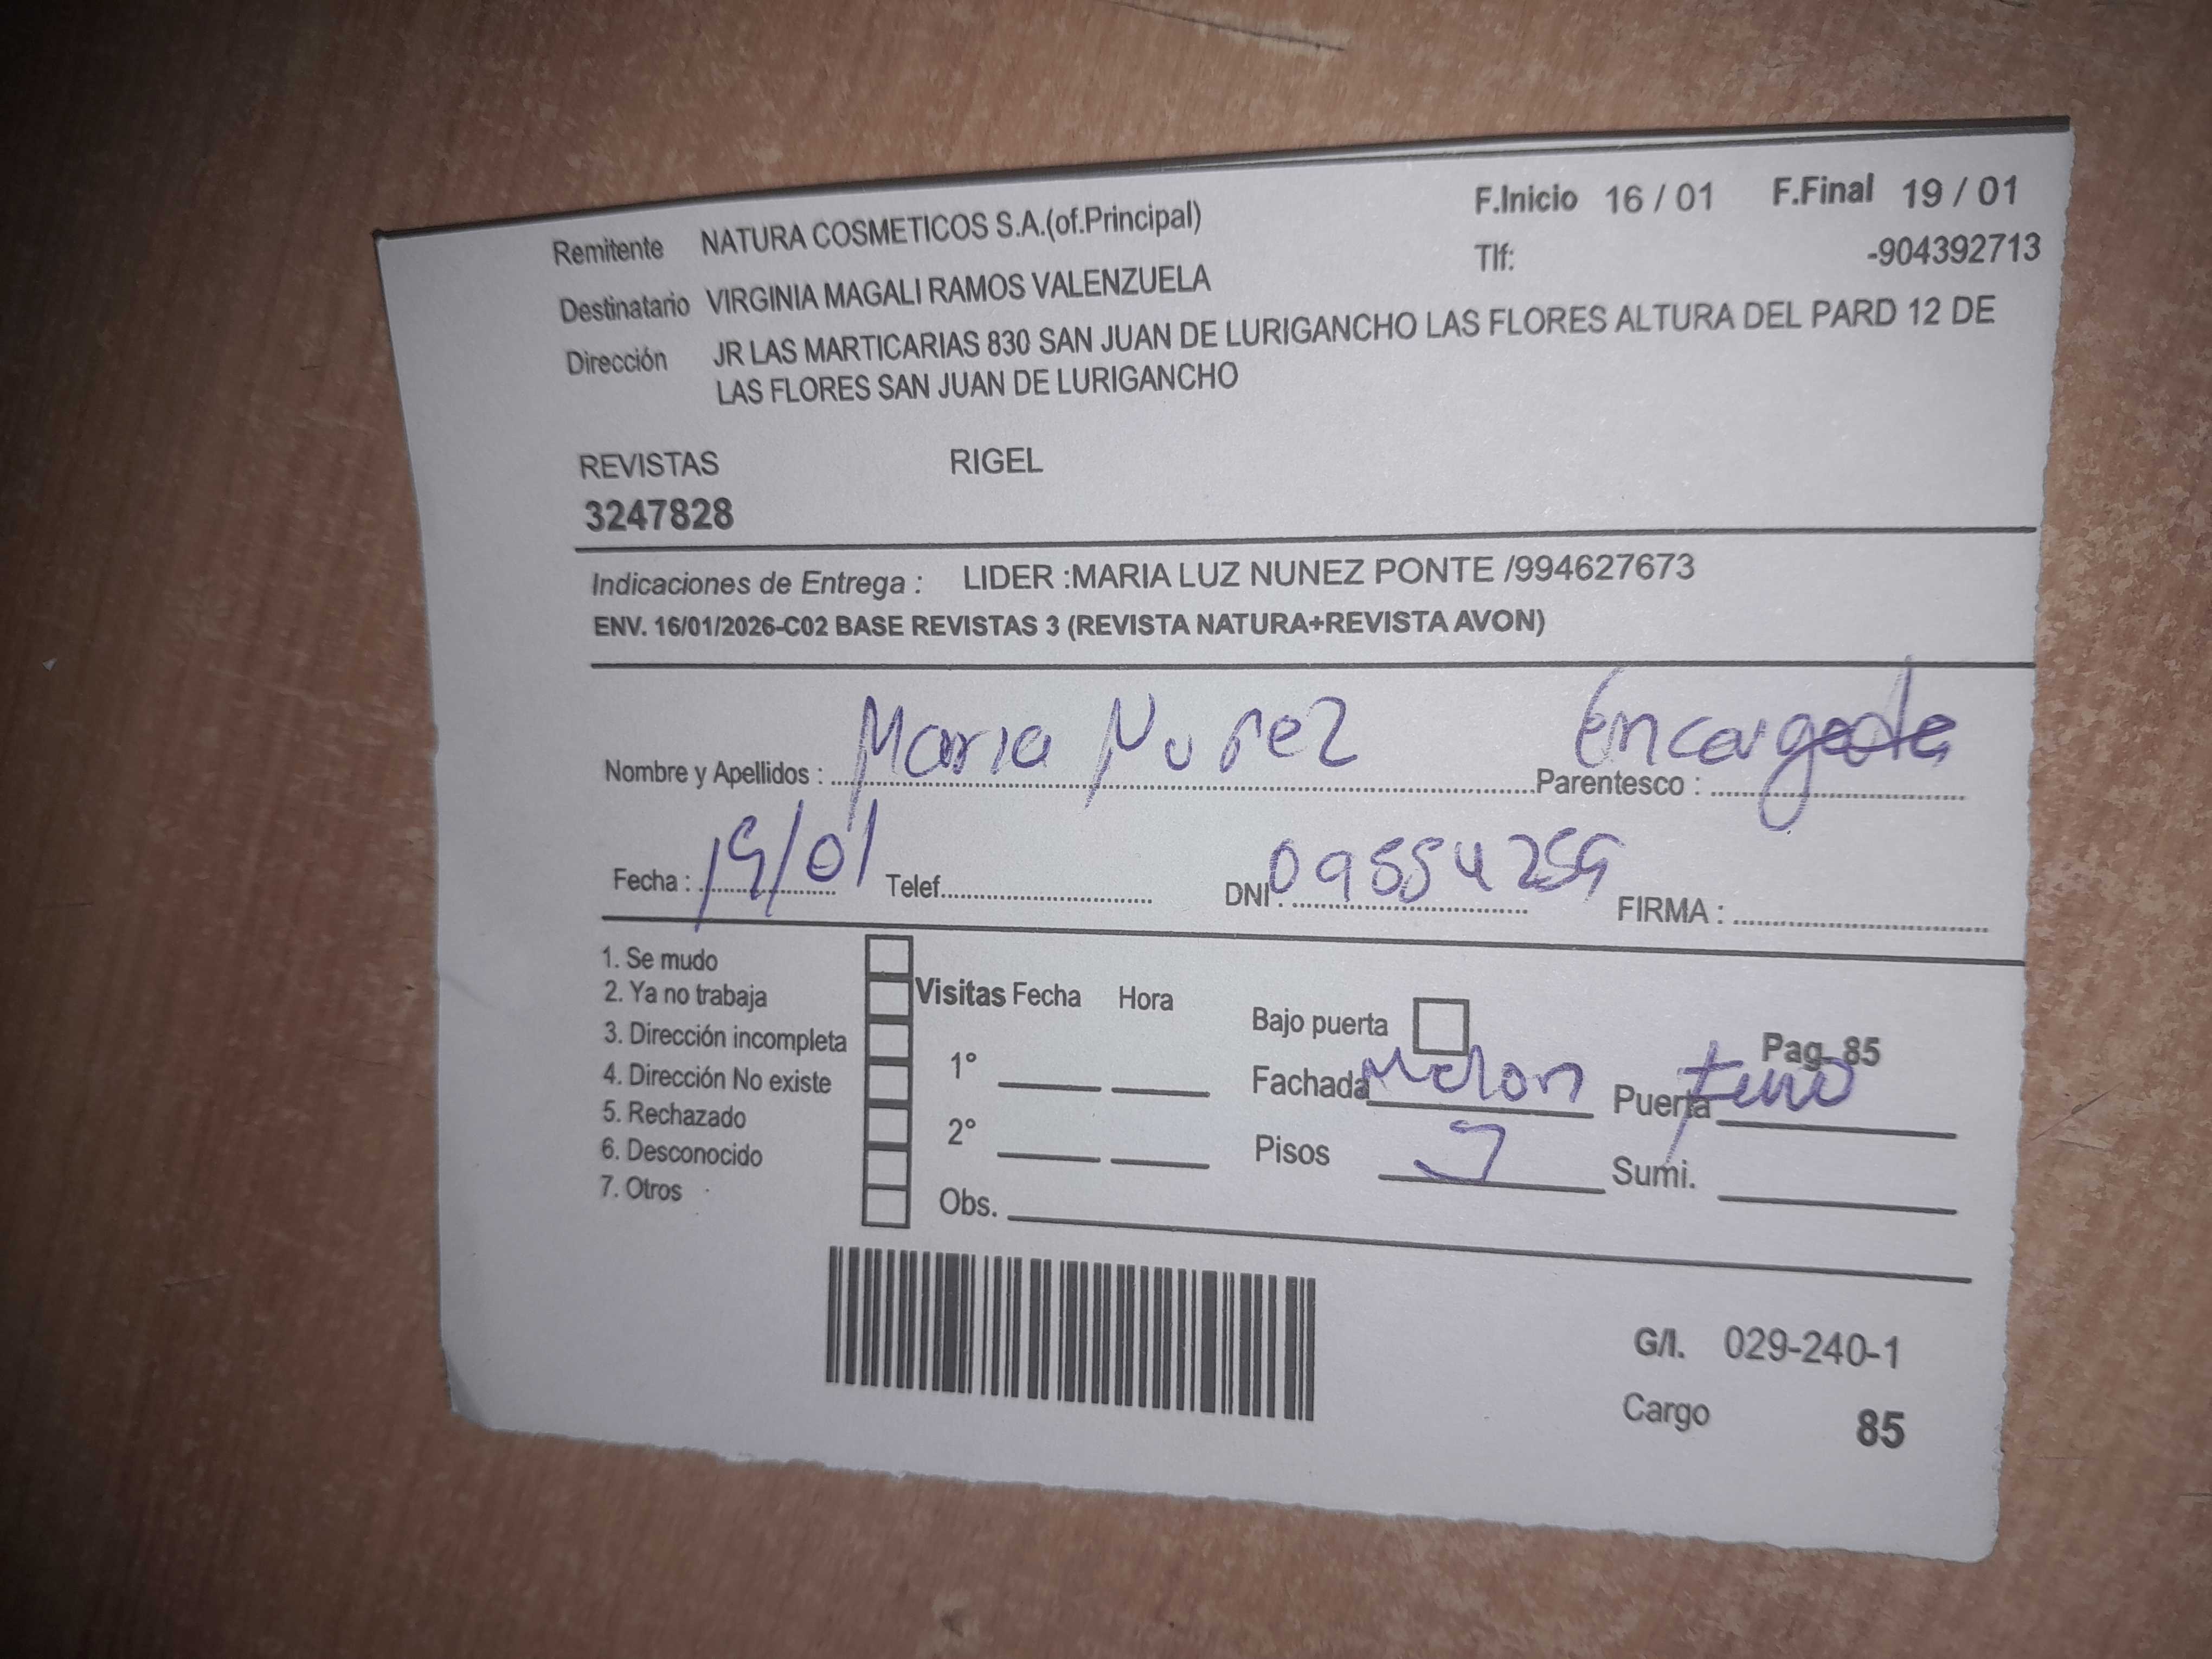 Remitente NATURA COSMETICOS S.A.(of.Principal) F.Inicio 16 / 01 F.Final 19 / 01
Tlf: -904392713
Destinatario VIRGINIA MAGALI RAMOS VALENZUELA
Dirección JR LAS MARTICARIAS 830 SAN JUAN DE LURIGANCHO LAS FLORES ALTURA DEL PARD 12 DE
LAS FLORES SAN JUAN DE LURIGANCHO
REVISTAS RIGEL
3247828
Indicaciones de Entrega : LIDER :MARIA LUZ NUNEZ PONTE /994627673
ENV. 16/01/2026-C02 BASE REVISTAS 3 (REVISTA NATURA+REVISTA AVON)
Nombre y Apellidos : Maria Nuñez Parentesco : Encargada
Fecha : 19/01 Telef. DNI: 09554259 FIRMA :
1. Se mudo
2. Ya no trabaja
3. Dirección incompleta
4. Dirección No existe
5. Rechazado
6. Desconocido
7. Otros
Visitas Fecha Hora
1°
2°
Obs.
Bajo puerta Pag. 85
Fachada Melon Puerta
Pisos Sumi.
G/I. 029-240-1
Cargo 85